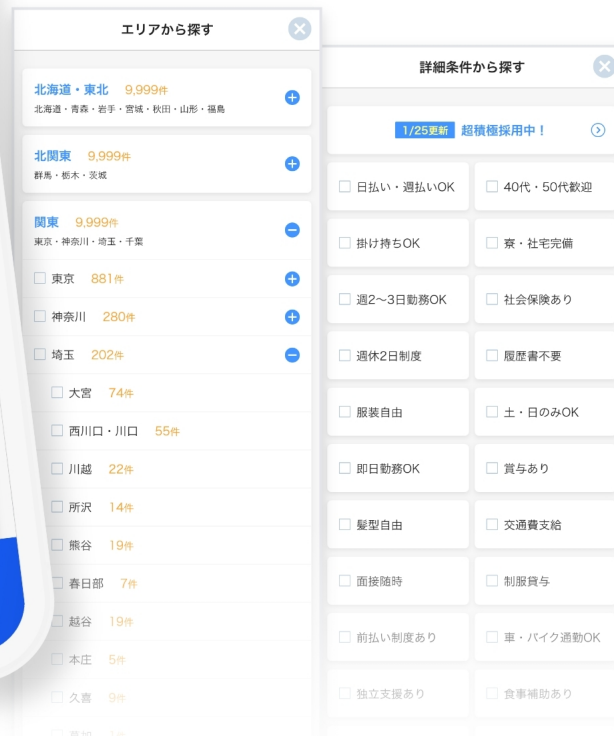 エリアから探す
北海道・東北 9,999件
北海道・青森・岩手・宮城・秋田・山形・福島
北関東 9,999件
群馬・栃木・茨城
関東 9,999件
東京・神奈川・埼玉・千葉
東京 881件
神奈川 280件
埼玉 202件
大宮 74件
西川口・川口 55件
川越 22件
所沢 14件
熊谷 19件
春日部 7件
越谷 19件
本庄 5件
久喜 9件
詳細条件から探す
1/25更新 超積極採用中！
日払い・週払いOK
40代・50代歓迎
掛け持ちOK
寮・社宅完備
週2〜3日勤務OK
社会保険あり
週休2日制度
履歴書不要
服装自由
土・日のみOK
即日勤務OK
賞与あり
髪型自由
交通費支給
面接随時
制服貸与
前払い制度あり
車・バイク通勤OK
独立支援あり
食事補助あり